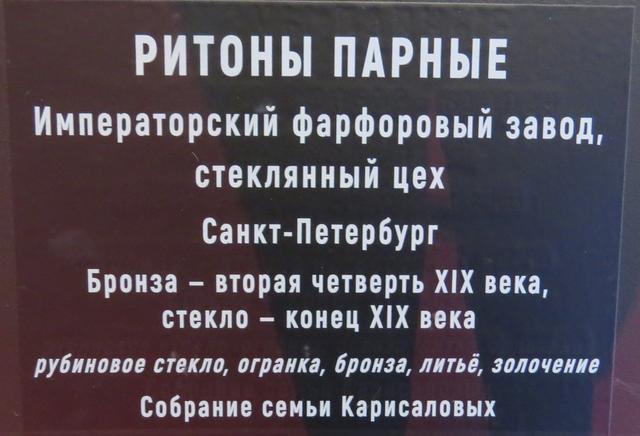 РИТОНЫ ПАРНЫЕ
Императорский фарфоровый завод,
стеклянный цех
Санкт-Петербург
Бронза – вторая четверть XIX века,
стекло – конец XIX века
рубиновое стекло, огранка, бронза, литьё, золочение
Собрание семьи Карисаловых